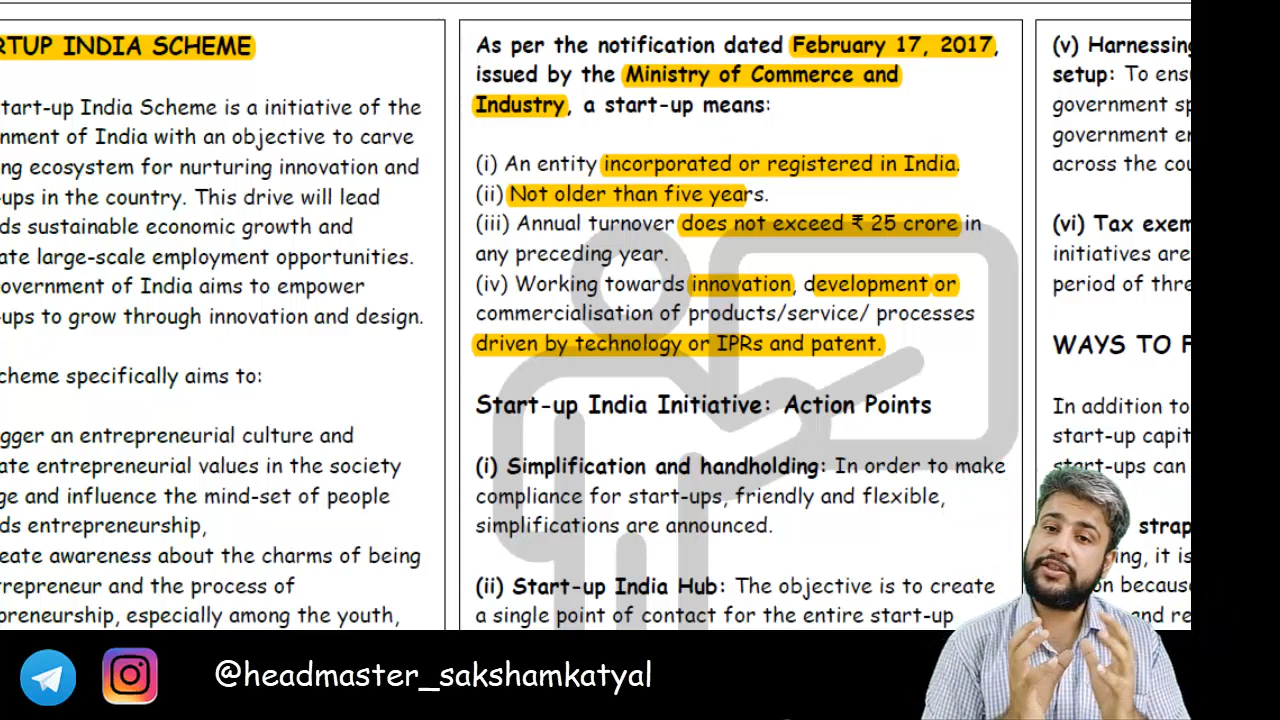 RTUP INDIA SCHEME
tart-up India Scheme is a initiative of the
nment of India with an objective to carve
ng ecosystem for nurturing innovation and
-ups in the country. This drive will lead
ds sustainable economic growth and
ate large-scale employment opportunities.
overnment of India aims to empower
-ups to grow through innovation and design.
cheme specifically aims to:
gger an entrepreneurial culture and
ate entrepreneurial values in the society
ge and influence the mind-set of people
ds entrepreneurship,
eate awareness about the charms of being
trepreneur and the process of
preneurship, especially among the youth,
As per the notification dated February 17, 2017,
issued by the Ministry of Commerce and
Industry, a start-up means:
(i) An entity incorporated or registered in India.
(ii) Not older than five years.
(iii) Annual turnover does not exceed ₹ 25 crore in
any preceding year.
(iv) Working towards innovation, development or
commercialisation of products/service/ processes
driven by technology or IPRs and patent.
Start-up India Initiative: Action Points
(i) Simplification and handholding: In order to make
compliance for start-ups, friendly and flexible,
simplifications are announced.
(ii) Start-up India Hub: The objective is to create
a single point of contact for the entire start-up
(v) Harnessing
setup: To ens
government sp
government en
across the cou
(vi) Tax exem
initiatives are
period of thre
WAYS TO F
In addition to
start-up capit
start-ups can
strap
ing, it is
on because
and re
@headmaster_sakshamkatyal